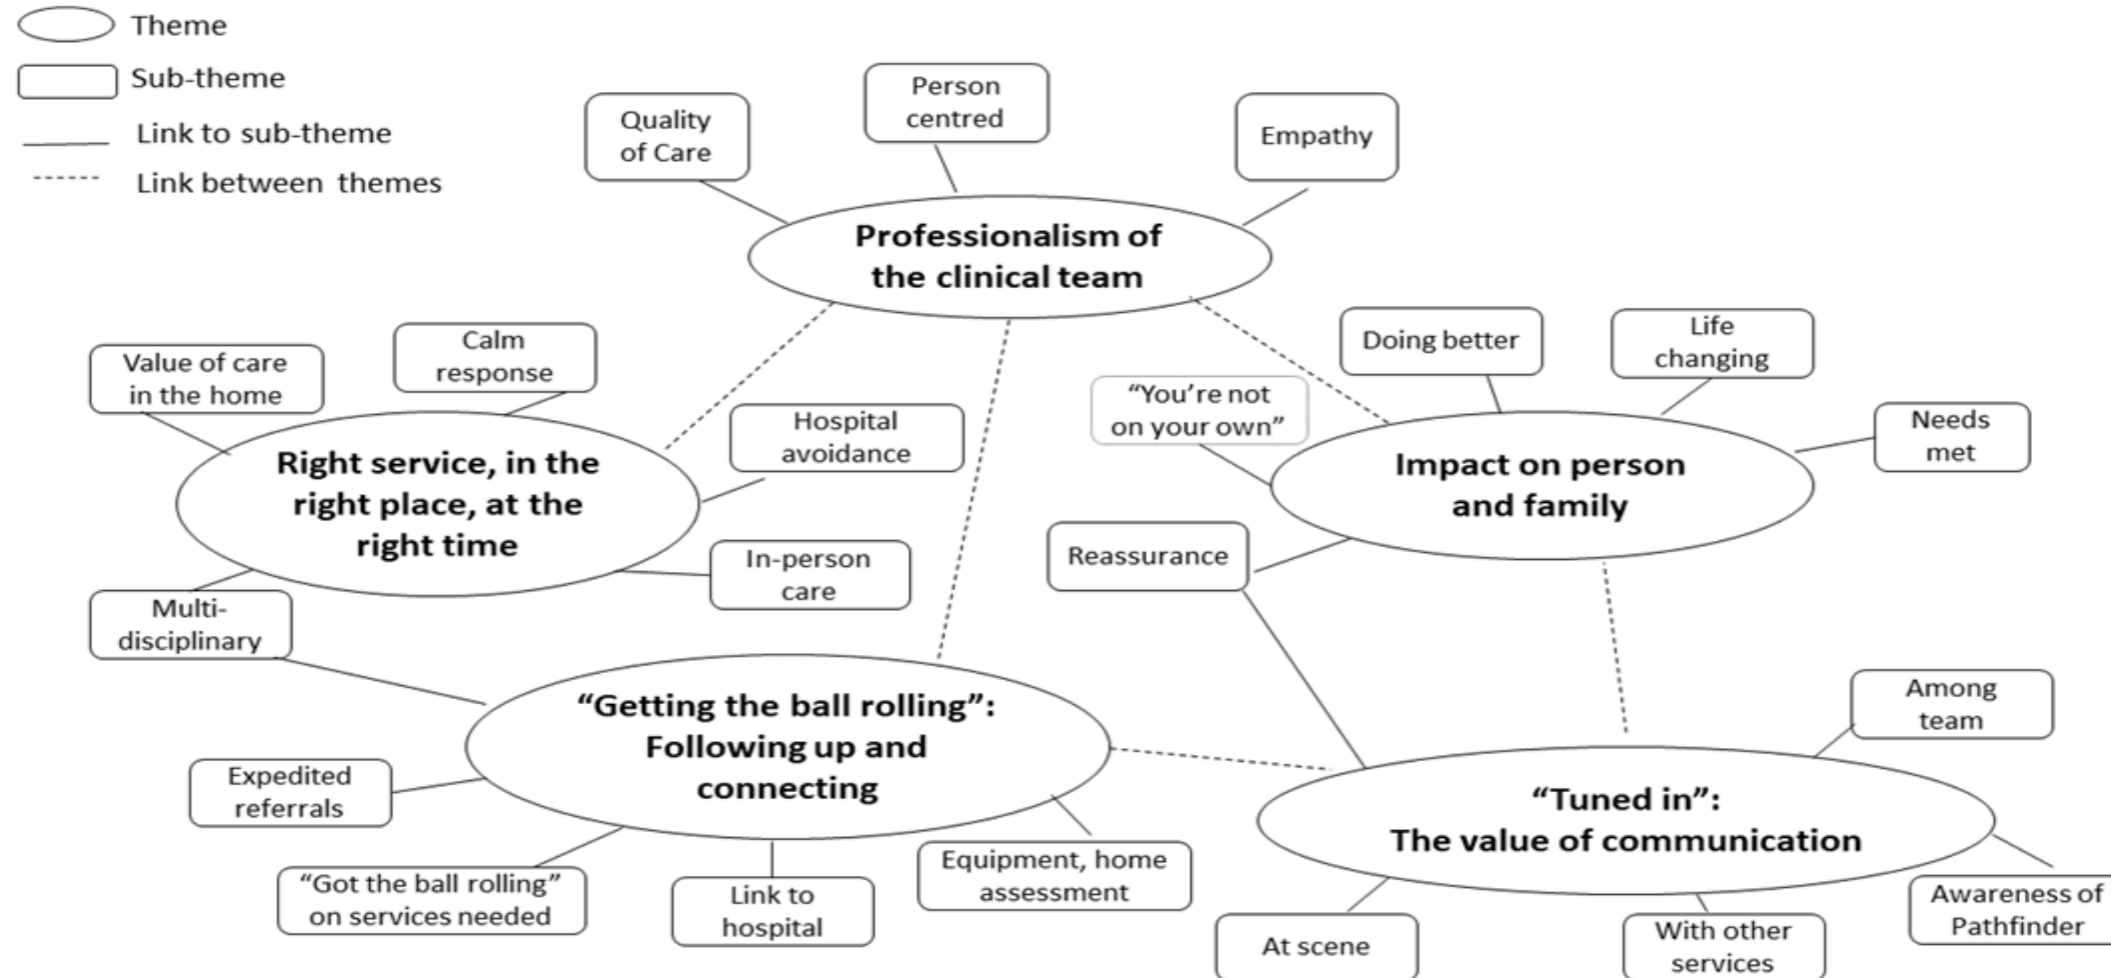 Theme
Sub-theme
Link to sub-theme
Link between themes
Quality
of Care
Person
centred
Empathy
Professionalism of
the clinical team
Value of care
in the home
Calm
response
Hospital
avoidance
Right service, in the
right place, at the
right time
In-person
care
Multi-
disciplinary
Doing better
Life
changing
“You’re not
on your own”
Needs
met
Impact on person
and family
Reassurance
“Getting the ball rolling”:
Following up and
connecting
Expedited
referrals
“Got the ball rolling”
on services needed
Link to
hospital
Equipment, home
assessment
Among
team
“Tuned in”:
The value of communication
At scene
With other
services
Awareness of
Pathfinder